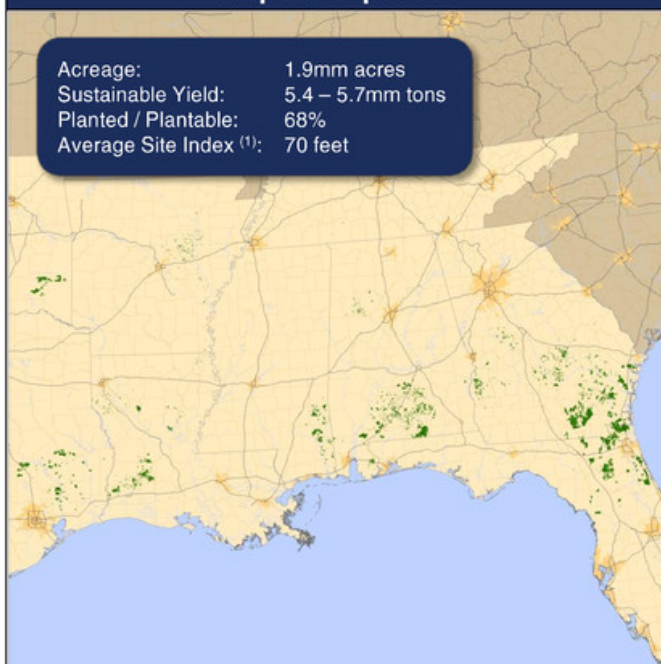 Acreage: 1.9mm acres
Sustainable Yield: 5.4 – 5.7mm tons
Planted / Plantable: 68%
Average Site Index (1): 70 feet